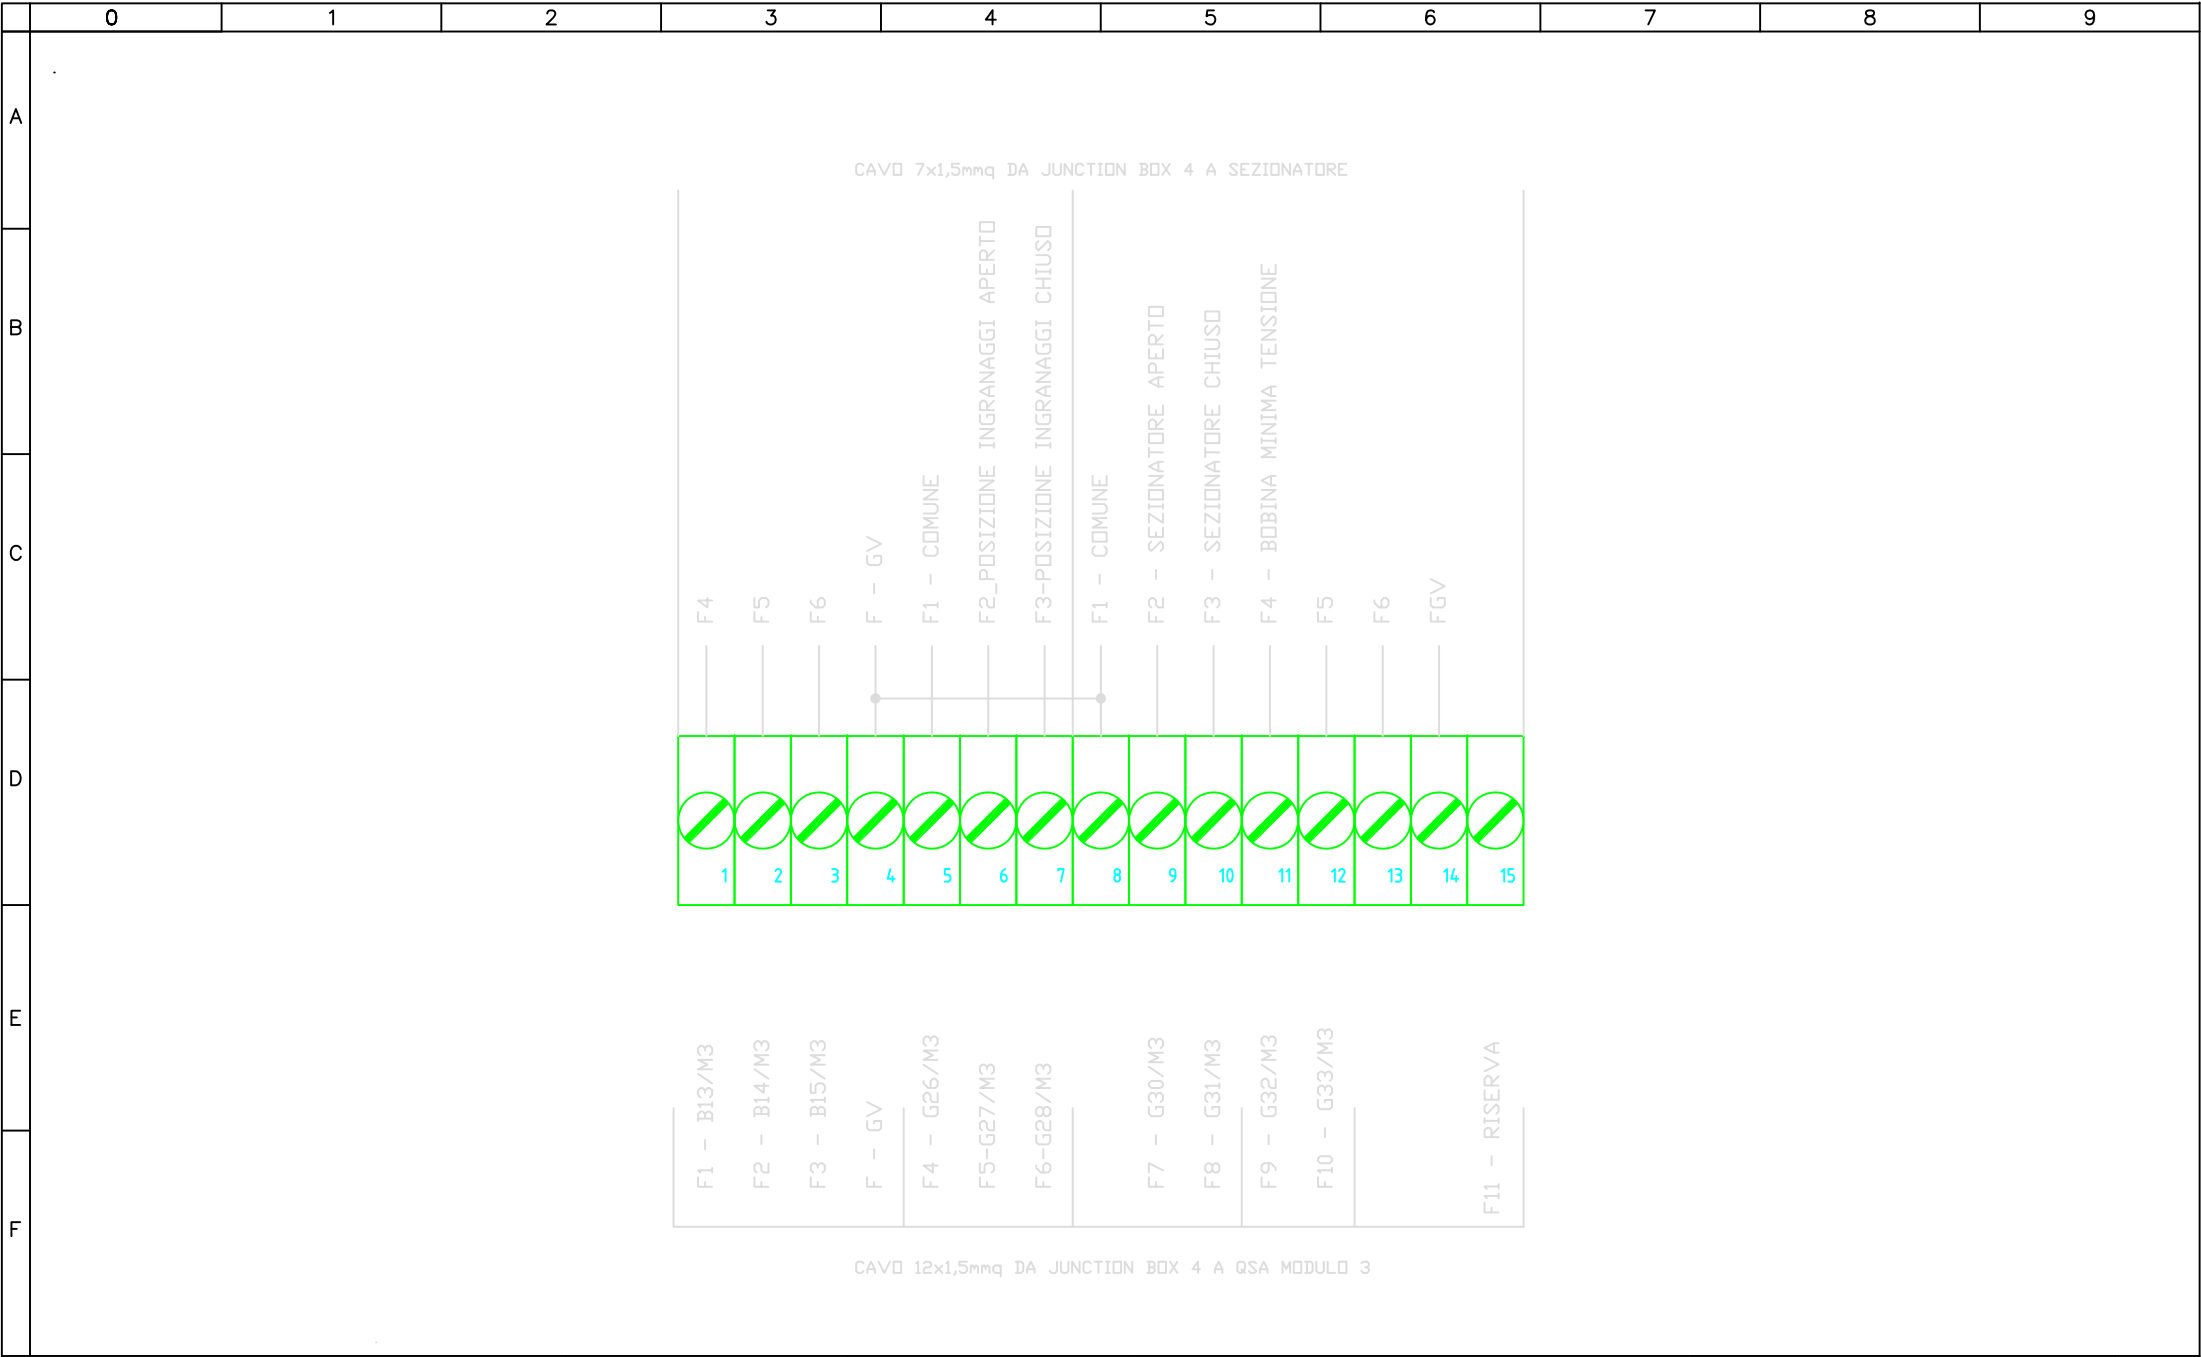 0 1 2 3 4 5 6 7 8 9
A
B
C
D
E
F
CAVO 7x1,5mmq DA JUNCTION BOX 4 A SEZIONATORE
F4
F5
F6
F - GV
F1 - COMUNE
F2_POSIZIONE INGRANAGGI APERTO
F3-POSIZIONE INGRANAGGI CHIUSO
F1 - COMUNE
F2 - SEZIONATORE APERTO
F3 - SEZIONATORE CHIUSO
F4 - BOBINA MINIMA TENSIONE
F5
F6
FGV
1 2 3 4 5 6 7 8 9 10 11 12 13 14 15
F1 - B13/M3
F2 - B14/M3
F3 - B15/M3
F - GV
F4 - G26/M3
F5-G27/M3
F6-G28/M3
F7 - G30/M3
F8 - G31/M3
F9 - G32/M3
F10 - G33/M3
F11 - RISERVA
CAVO 12x1,5mmq DA JUNCTION BOX 4 A QSA MODULO 3